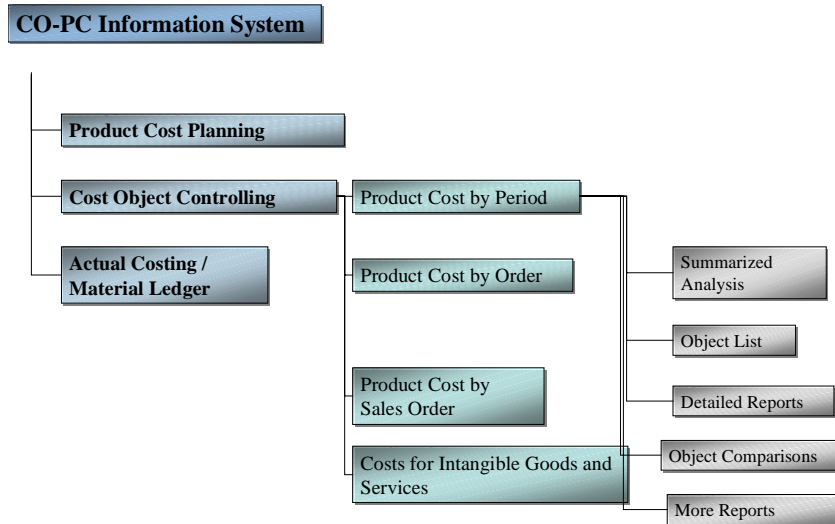 CO-PC Information System
Product Cost Planning
Cost Object Controlling
Product Cost by Period
Actual Costing /
Material Ledger
Product Cost by Order
Summarized
Analysis
Object List
Product Cost by
Sales Order
Detailed Reports
Costs for Intangible Goods and
Services
Object Comparisons
More Reports